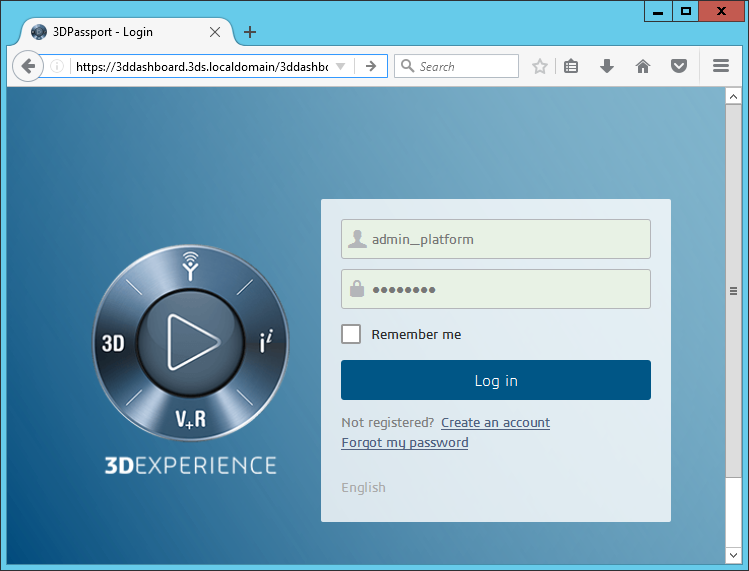 3DPassport - Login
https://3ddashboard.3ds.localdomain/3ddashbo
Search
admin_platform
Remember me
Log in
3D
i i
V+R
3DEXPERIENCE
Not registered? Create an account
Forgot my password
English